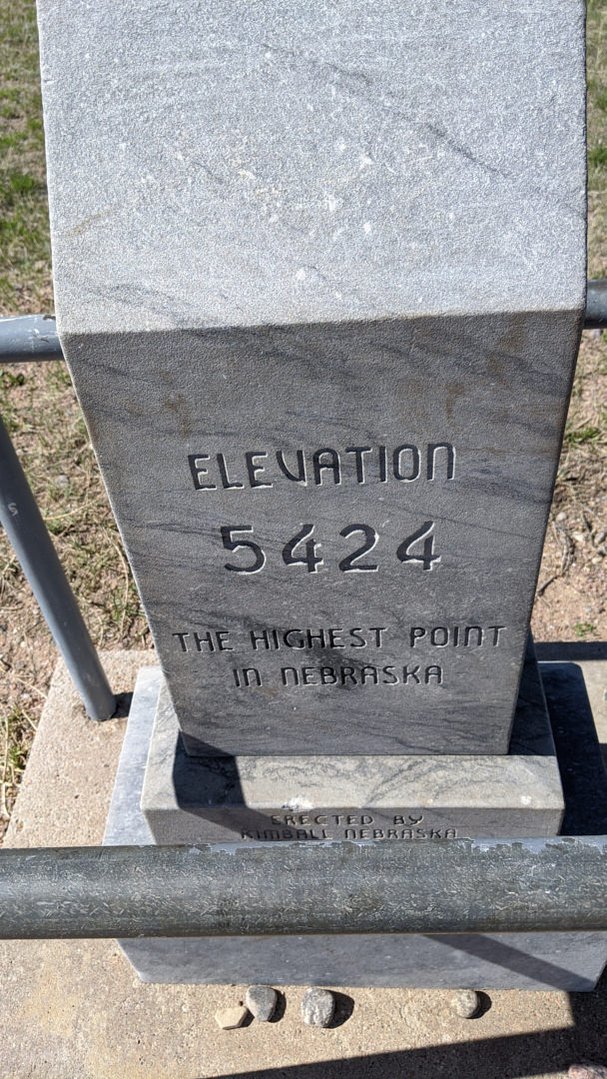 ELEVATION
5424
THE HIGHEST POINT
IN NEBRASKA
ERECTED BY
KIMBALL NEBRASKA